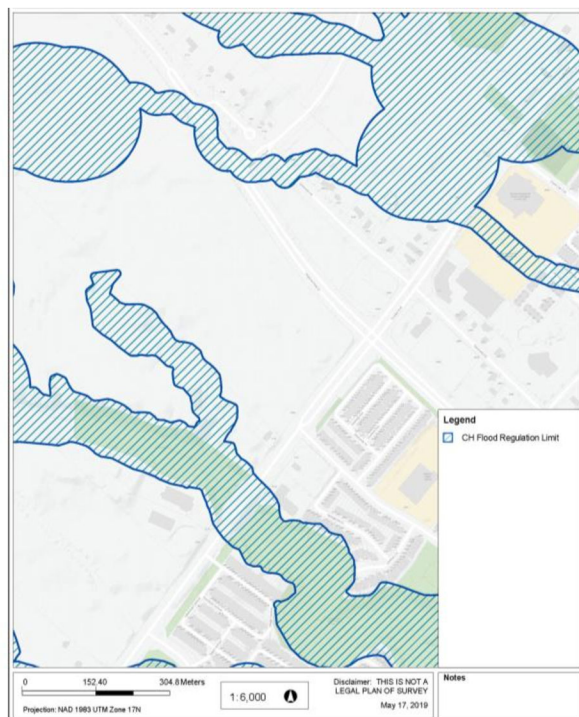 Legend
CH Flood Regulation Limit
0 152.40 304.8 Meters
1: 6,000
Projection: NAD 1983 UTM Zone 17N
Disclaimer: THIS IS NOT A
LEGAL PLAN OF SURVEY
May 17, 2019
Notes